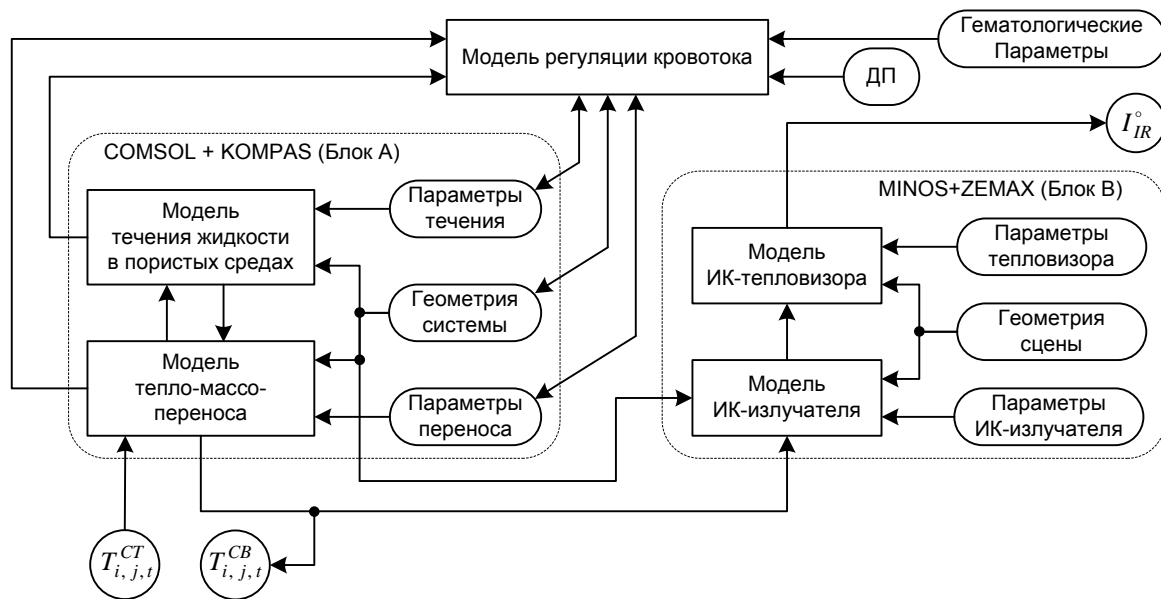 Гематологические
Параметры
Модель регуляции кровотока
ДП
I°IR
COMSOL + KOMPAS (Блок А)
MINOS+ZEMAX (Блок В)
Параметры
течения
Модель
течения жидкости
в пористых средах
Параметры
тепловизора
Модель
ИК-тепловизора
Геометрия
системы
Геометрия
сцены
Модель
тепло-массо-
переноса
Модель
ИК-излучателя
Параметры
переноса
Параметры
ИК-излучателя
T^{CT}_{i, j, t}
T^{CB}_{i, j, t}